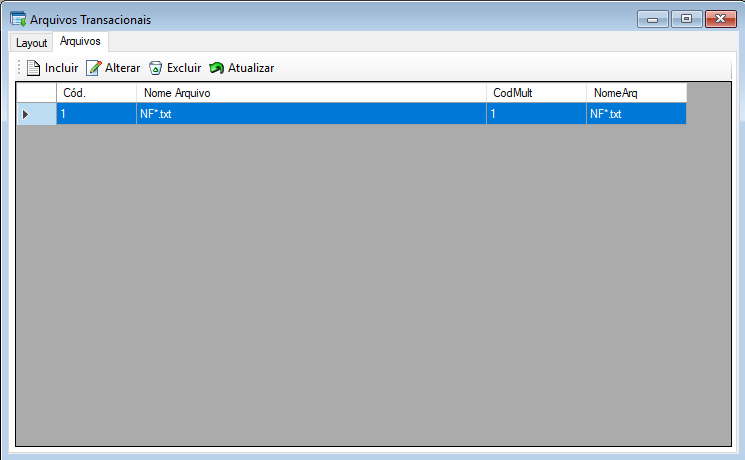 Arquivos Transacionais
Layout Arquivos
Incluir Alterar Excluir Atualizar
Cód. Nome Arquivo CodMult NomeArq
1 NF*.txt 1 NF*.txt